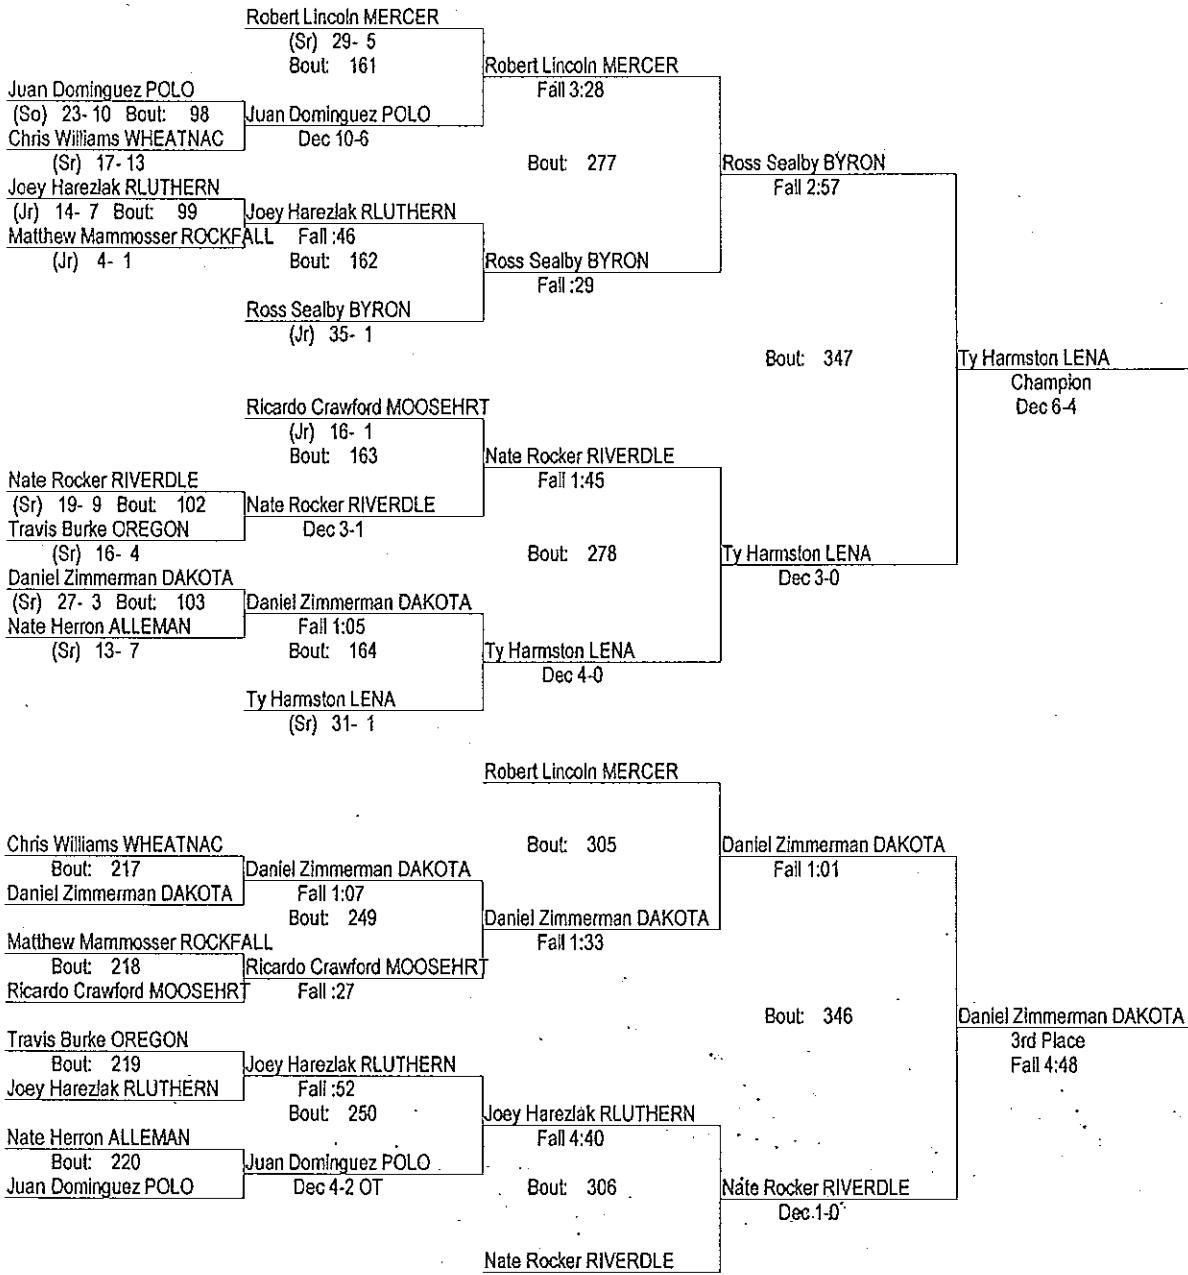 Robert Lincoln MERCER
(Sr) 29- 5
Bout: 161
Robert Lincoln MERCER
Fall 3:28
Juan Dominguez POLO
(So) 23-10 Bout: 98
Juan Dominguez POLO
Chris Williams WHEATNAC
Dec 10-6
(Sr) 17-13
Bout: 277
Ross Sealby BYRON
Fall 2:57
Joey Harezlak RLUTHERN
(Jr) 14- 7 Bout: 99
Joey Harezlak RLUTHERN
Matthew Mammosser ROCKFALL
Fall :46
(Jr) 4- 1
Bout: 162
Ross Sealby BYRON
Fall :29
Ross Sealby BYRON
(Jr) 35- 1
Bout: 347
Ty Harmston LENA
Champion
Dec 6-4
Ricardo Crawford MOOSEHRT
(Jr) 16- 1
Bout: 163
Nate Rocker RIVERDLE
Fall 1:45
Nate Rocker RIVERDLE
(Sr) 19- 9 Bout: 102
Nate Rocker RIVERDLE
Travis Burke OREGON
Dec 3-1
(Sr) 16- 4
Bout: 278
Ty Harmston LENA
Dec 3-0
Daniel Zimmerman DAKOTA
(Sr) 27- 3 Bout: 103
Daniel Zimmerman DAKOTA
Nate Herron ALLEMAN
Fall 1:05
(Sr) 13- 7
Bout: 164
Ty Harmston LENA
Dec 4-0
Ty Harmston LENA
(Sr) 31- 1
Robert Lincoln MERCER
Chris Williams WHEATNAC
Bout: 305
Daniel Zimmerman DAKOTA
Bout: 217
Daniel Zimmerman DAKOTA
Fall 1:01
Daniel Zimmerman DAKOTA
Fall 1:07
Bout: 249
Daniel Zimmerman DAKOTA
Fall 1:33
Matthew Mammosser ROCKFALL
Bout: 218
Ricardo Crawford MOOSEHRT
Ricardo Crawford MOOSEHRT
Fall :27
Bout: 346
Daniel Zimmerman DAKOTA
3rd Place
Fall 4:48
Travis Burke OREGON
Bout: 219
Joey Harezlak RLUTHERN
Joey Harezlak RLUTHERN
Fall :52
Bout: 250
Joey Harezlak RLUTHERN
Fall 4:40
Nate Herron ALLEMAN
Bout: 220
Juan Dominguez POLO
Juan Dominguez POLO
Dec 4-2 OT
Bout: 306
Nate Rocker RIVERDLE
Dec 1-0
Nate Rocker RIVERDLE